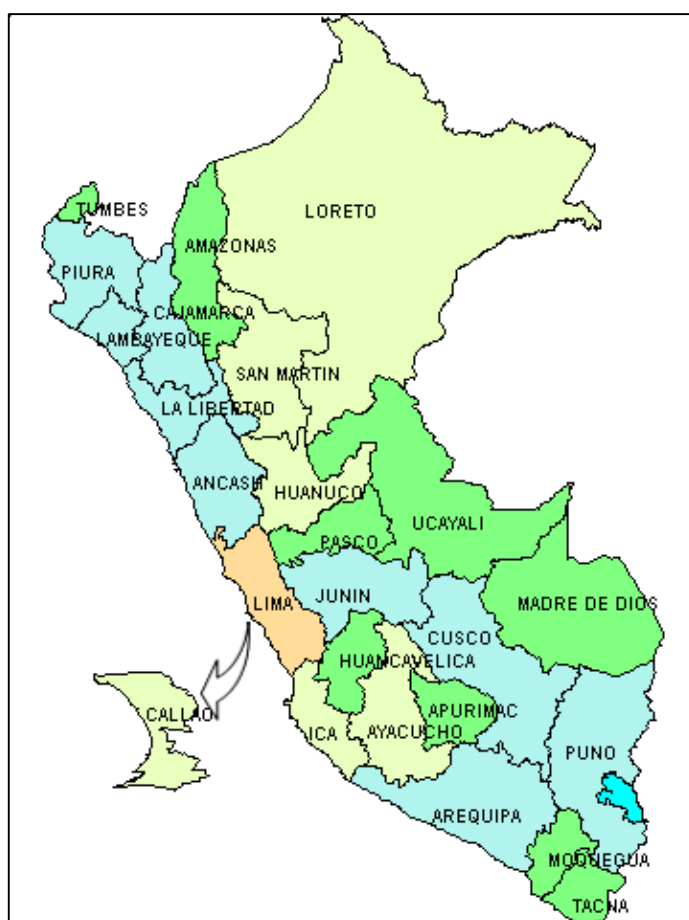 LORETO
TUMBES
AMAZONAS
PIURA
CAJAMARCA
LAMBAYEQUE
SAN MARTIN
LA LIBERTAD
ANCASH
HUANUCO
UCAYALI
PASCO
JUNIN
LIMA
MADRE DE DIOS
CUSCO
HUANCAVELICA
CALLAO
APURIMAC
ICA
AYACUCHO
PUNO
AREQUIPA
MOQUEGUA
TACNA